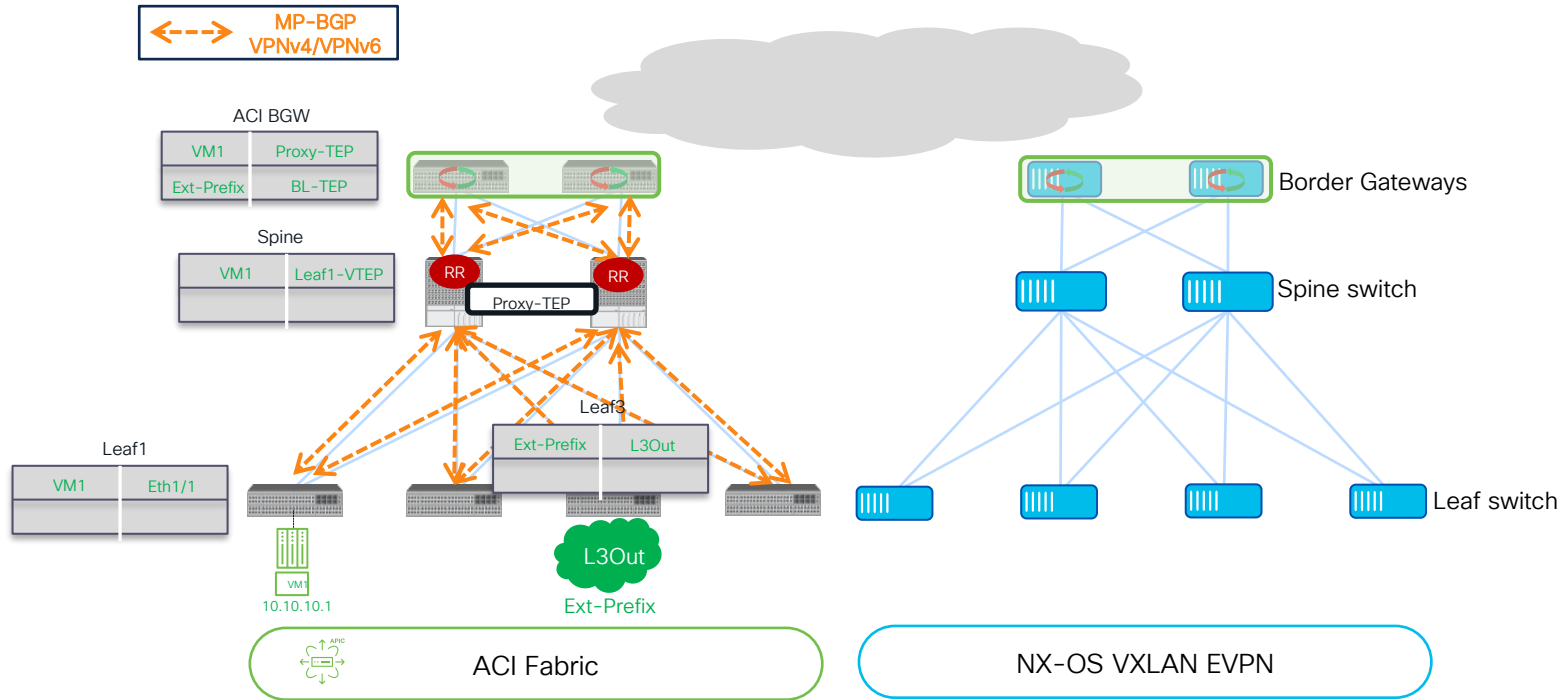 MP-BGP
VPNv4/VPNv6
ACI BGW
VM1 Proxy-TEP
Ext-Prefix BL-TEP
Border Gateways
Spine
VM1 Leaf1-VTEP
RR
RR
Proxy-TEP
Spine switch
Leaf3
Ext-Prefix L3Out
Leaf1
VM1 Eth1/1
Leaf switch
L3Out
VM1
10.10.10.1
Ext-Prefix
APIC
ACI Fabric
NX-OS VXLAN EVPN